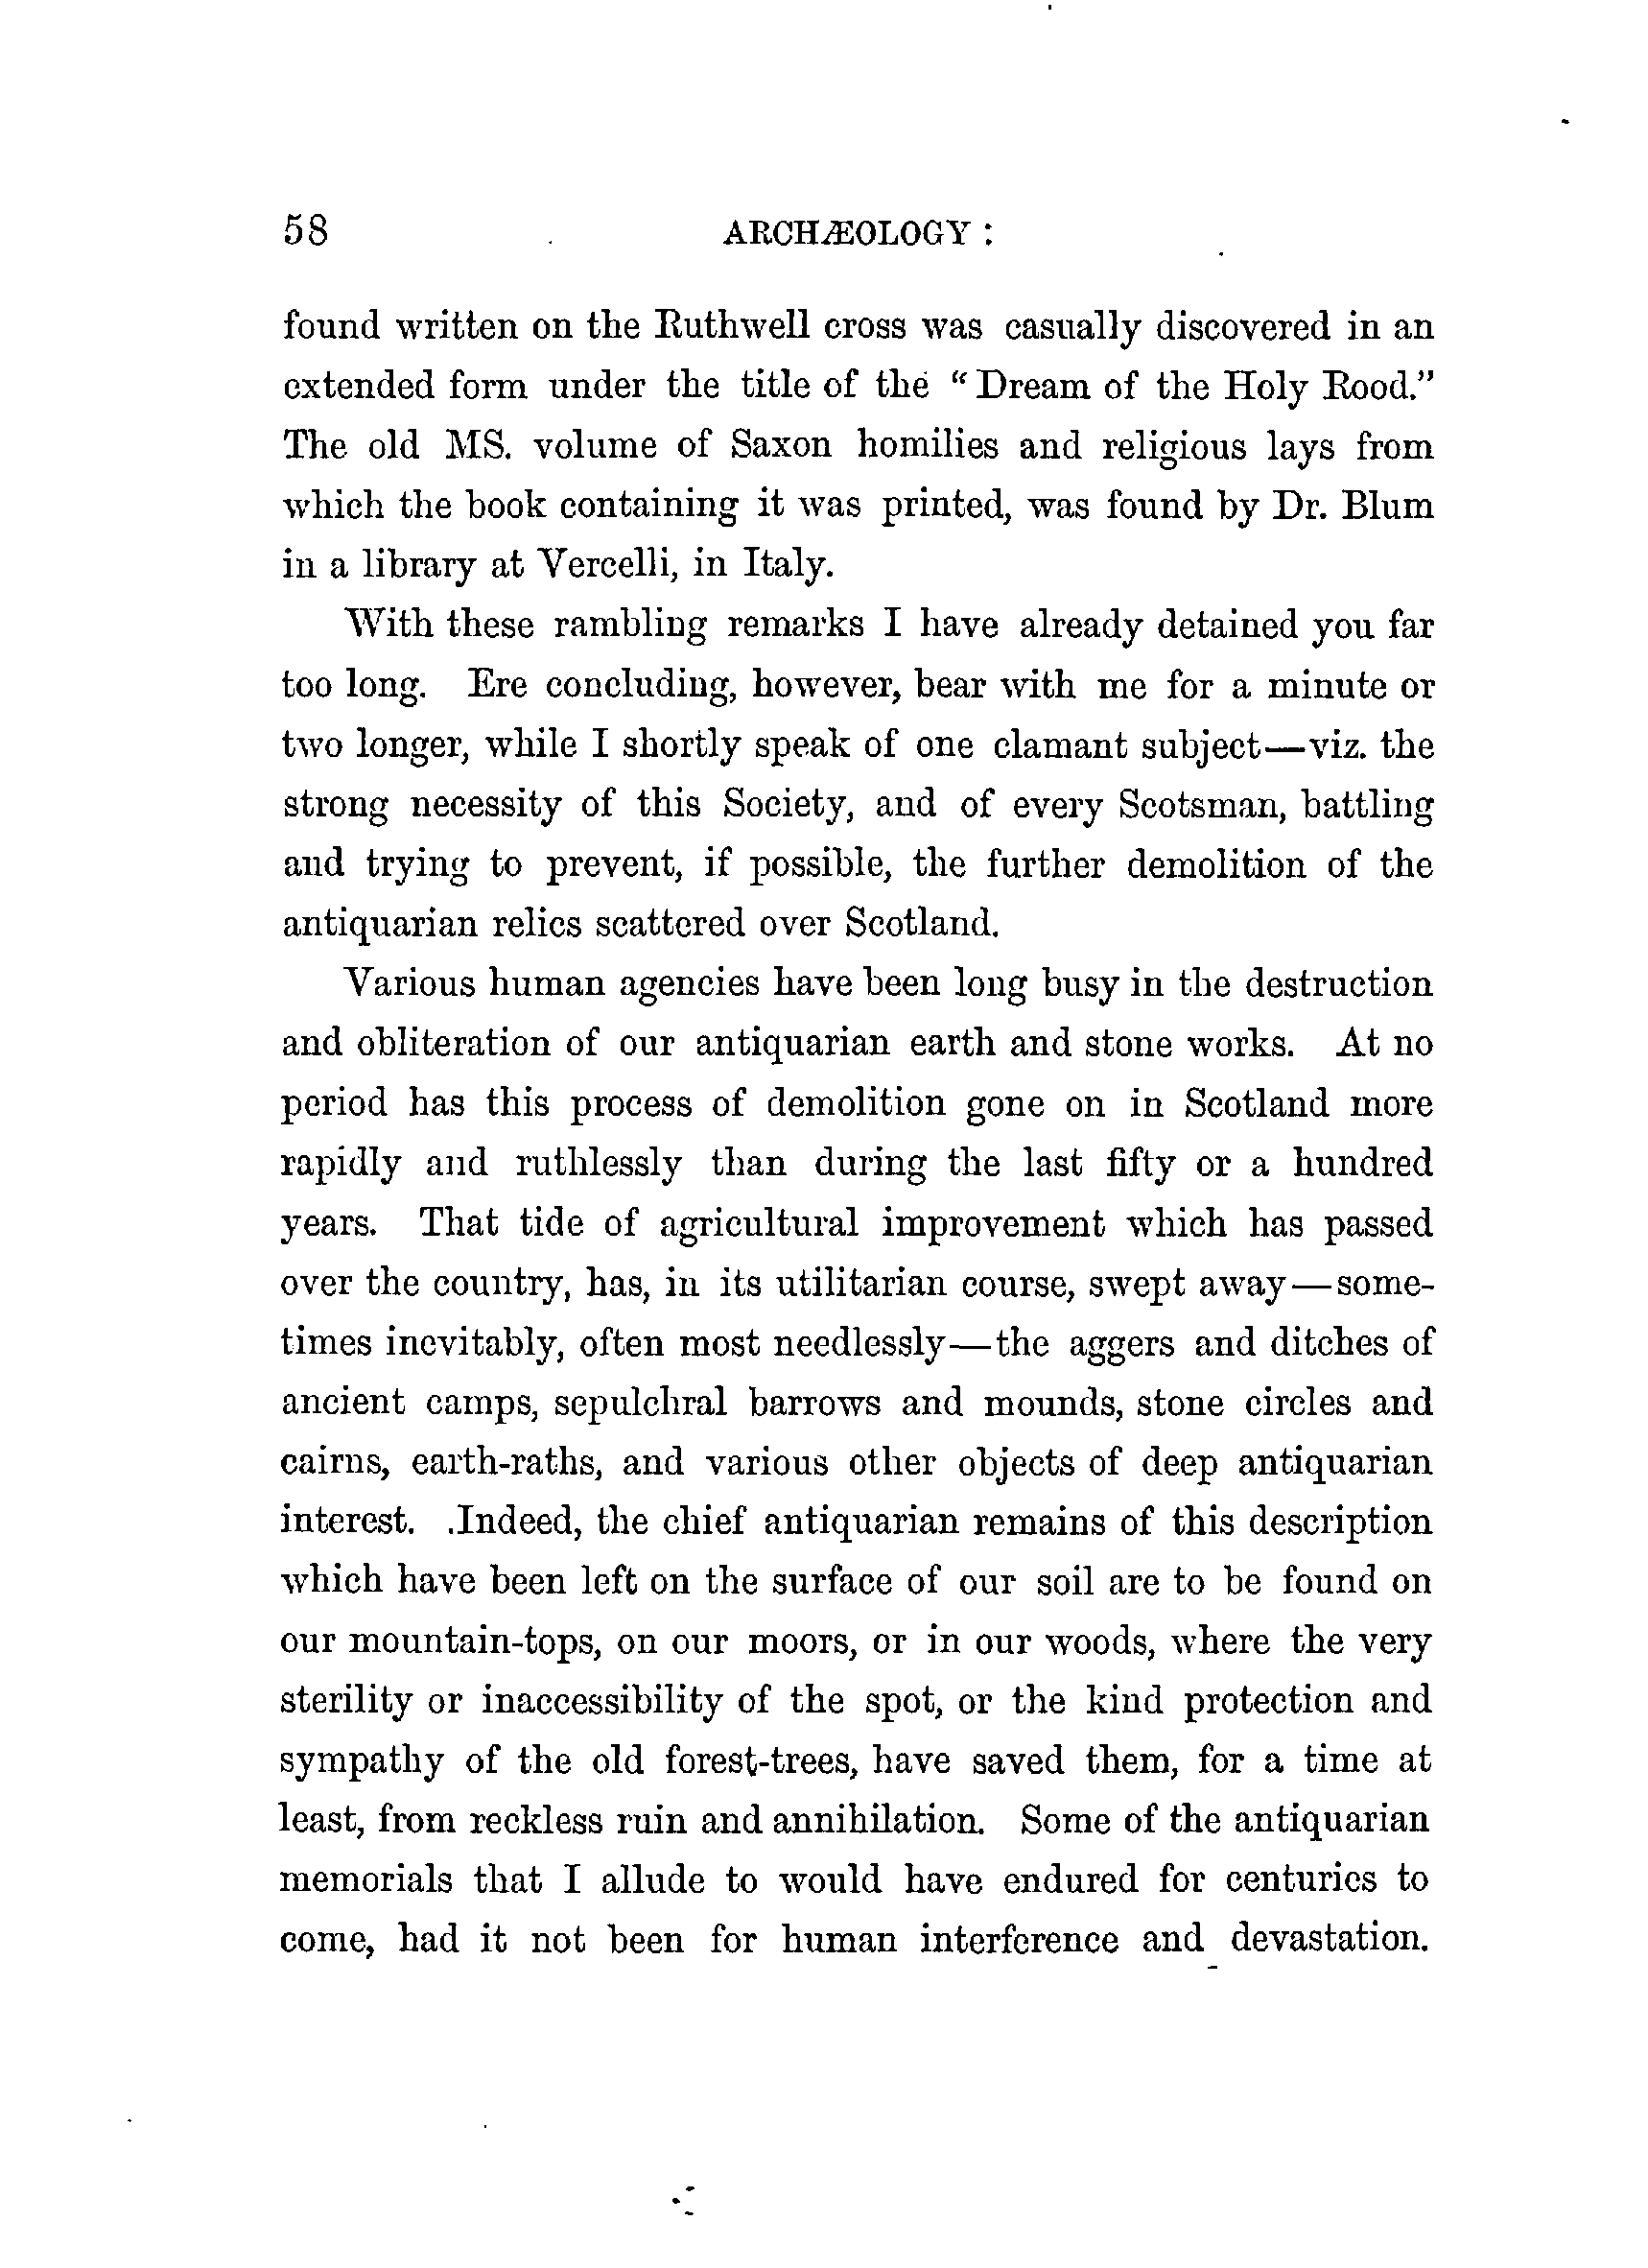 58 ARCHÆOLOGY :
found written on the Ruthwell cross was casually discovered in an
extended form under the title of the “Dream of the Holy Rood.”
The old MS. volume of Saxon homilies and religious lays from
which the book containing it was printed, was found by Dr. Blum
in a library at Vercelli, in Italy.
With these rambling remarks I have already detained you far
too long. Ere concluding, however, bear with me for a minute or
two longer, while I shortly speak of one clamant subject—viz. the
strong necessity of this Society, and of every Scotsman, battling
and trying to prevent, if possible, the further demolition of the
antiquarian relics scattered over Scotland.
Various human agencies have been long busy in the destruction
and obliteration of our antiquarian earth and stone works. At no
period has this process of demolition gone on in Scotland more
rapidly and ruthlessly than during the last fifty or a hundred
years. That tide of agricultural improvement which has passed
over the country, has, in its utilitarian course, swept away—some-
times inevitably, often most needlessly—the aggers and ditches of
ancient camps, sepulchral barrows and mounds, stone circles and
cairns, earth-raths, and various other objects of deep antiquarian
interest. Indeed, the chief antiquarian remains of this description
which have been left on the surface of our soil are to be found on
our mountain-tops, on our moors, or in our woods, where the very
sterility or inaccessibility of the spot, or the kind protection and
sympathy of the old forest-trees, have saved them, for a time at
least, from reckless ruin and annihilation. Some of the antiquarian
memorials that I allude to would have endured for centuries to
come, had it not been for human interference and devastation.